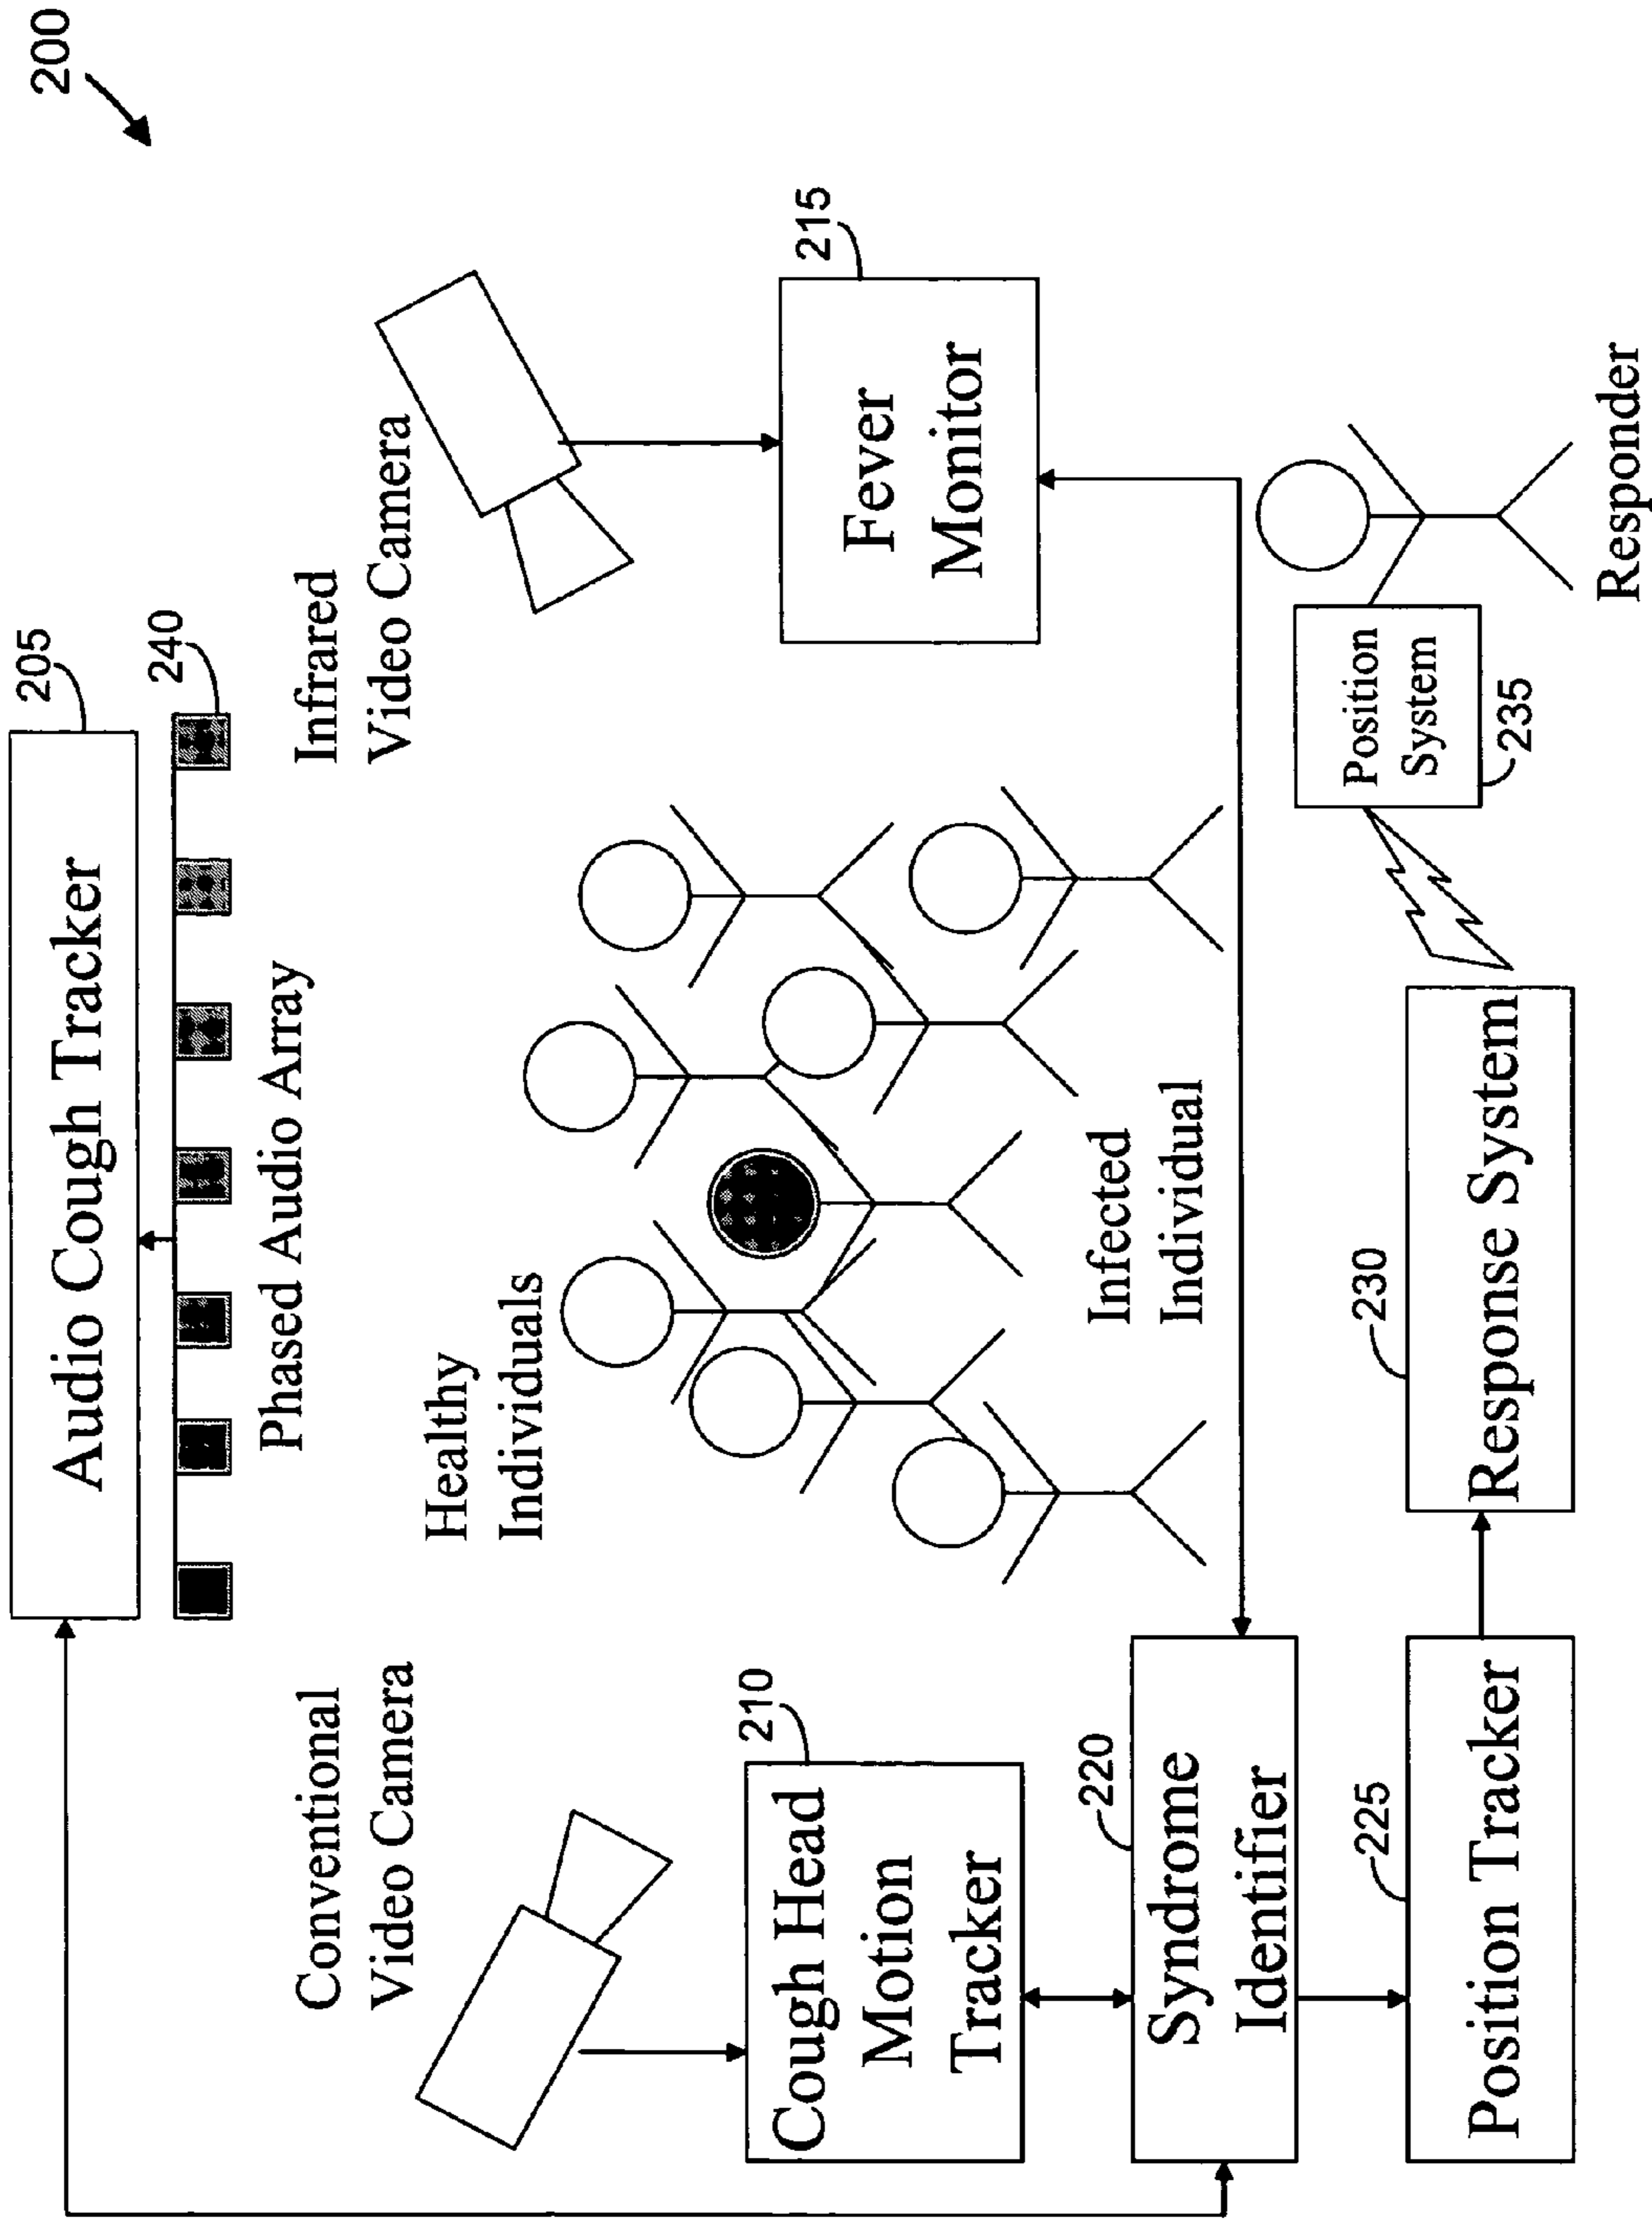 200
205
Audio Cough Tracker
240
Phased Audio Array
Conventional
Video Camera
Healthy
Individuals
Infrared
Video Camera
210
Cough Head
Motion
Tracker
215
Fever
Monitor
Infected
Individual
220
Syndrome
Identifier
225
Position Tracker
230
Response System
Position
System
235
Responder